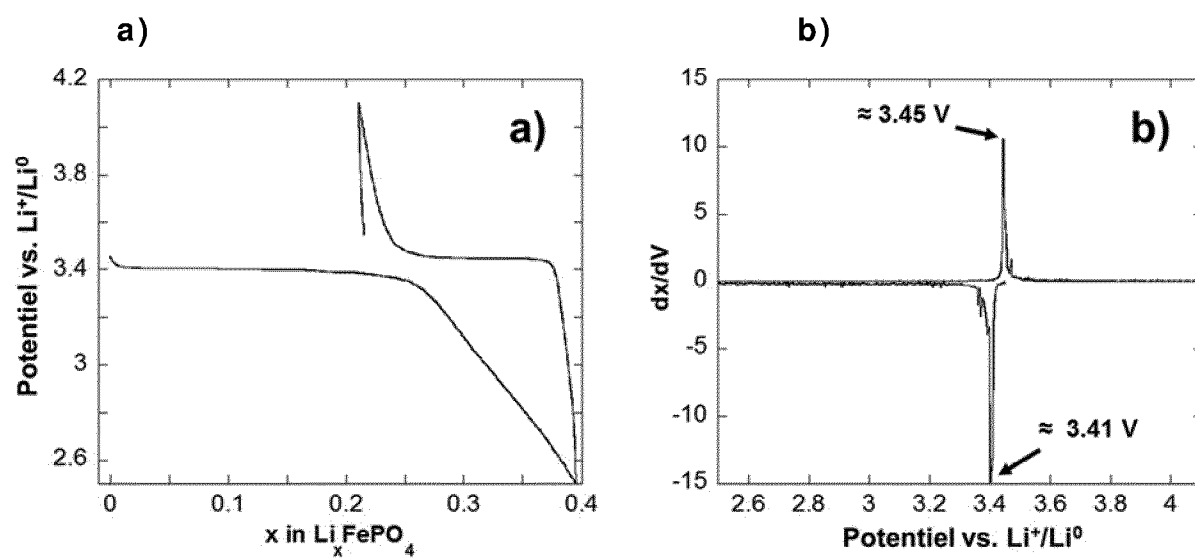 a)
b)
4.2
3.8
3.4
3
2.6
Potentiel vs. Li⁺/Li⁰
a)
0
0.1
0.2
0.3
0.4
x in LiₓFePO₄
15
10
5
0
-5
-10
-15
dx/dV
b)
≈ 3.45 V
≈ 3.41 V
2.6
3
3.2
3.4
3.6
3.8
4
Potentiel vs. Li⁺/Li⁰